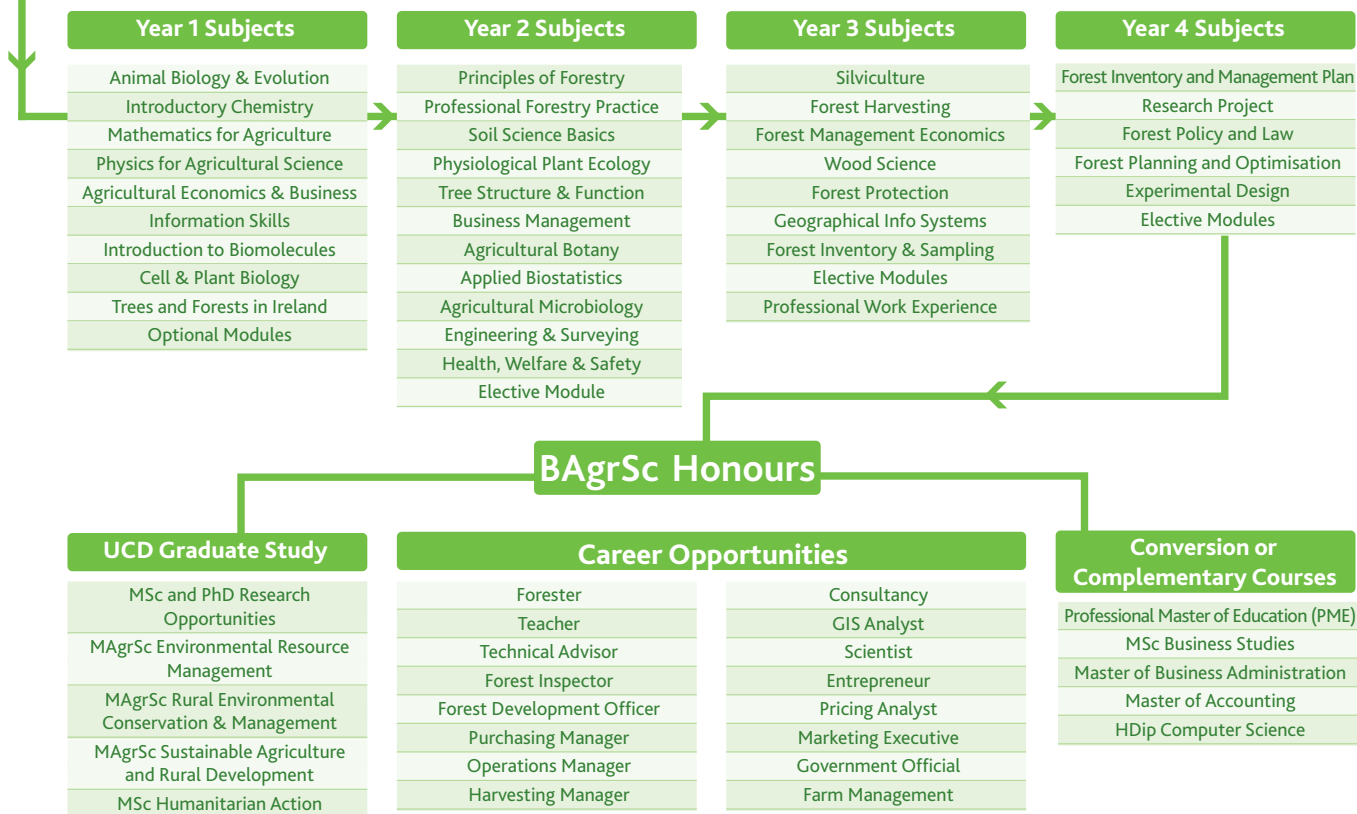 Year 1 Subjects
Animal Biology & Evolution
Introductory Chemistry
Mathematics for Agriculture
Physics for Agricultural Science
Agricultural Economics & Business
Information Skills
Introduction to Biomolecules
Cell & Plant Biology
Trees and Forests in Ireland
Optional Modules
Year 2 Subjects
Principles of Forestry
Professional Forestry Practice
Soil Science Basics
Physiological Plant Ecology
Tree Structure & Function
Business Management
Agricultural Botany
Applied Biostatistics
Agricultural Microbiology
Engineering & Surveying
Health, Welfare & Safety
Elective Module
Year 3 Subjects
Silviculture
Forest Harvesting
Forest Management Economics
Wood Science
Forest Protection
Geographical Info Systems
Forest Inventory & Sampling
Elective Modules
Professional Work Experience
Year 4 Subjects
Forest Inventory and Management Plan
Research Project
Forest Policy and Law
Forest Planning and Optimisation
Experimental Design
Elective Modules
BAgrSc Honours
UCD Graduate Study
MSc and PhD Research
Opportunities
MAgrSc Environmental Resource
Management
MAgrSc Rural Environmental
Conservation & Management
MAgrSc Sustainable Agriculture
and Rural Development
MSc Humanitarian Action
Career Opportunities
Forester
Teacher
Technical Advisor
Forest Inspector
Forest Development Officer
Purchasing Manager
Operations Manager
Harvesting Manager
Consultancy
GIS Analyst
Scientist
Entrepreneur
Pricing Analyst
Marketing Executive
Government Official
Farm Management
Conversion or
Complementary Courses
Professional Master of Education (PME)
MSc Business Studies
Master of Business Administration
Master of Accounting
HDip Computer Science